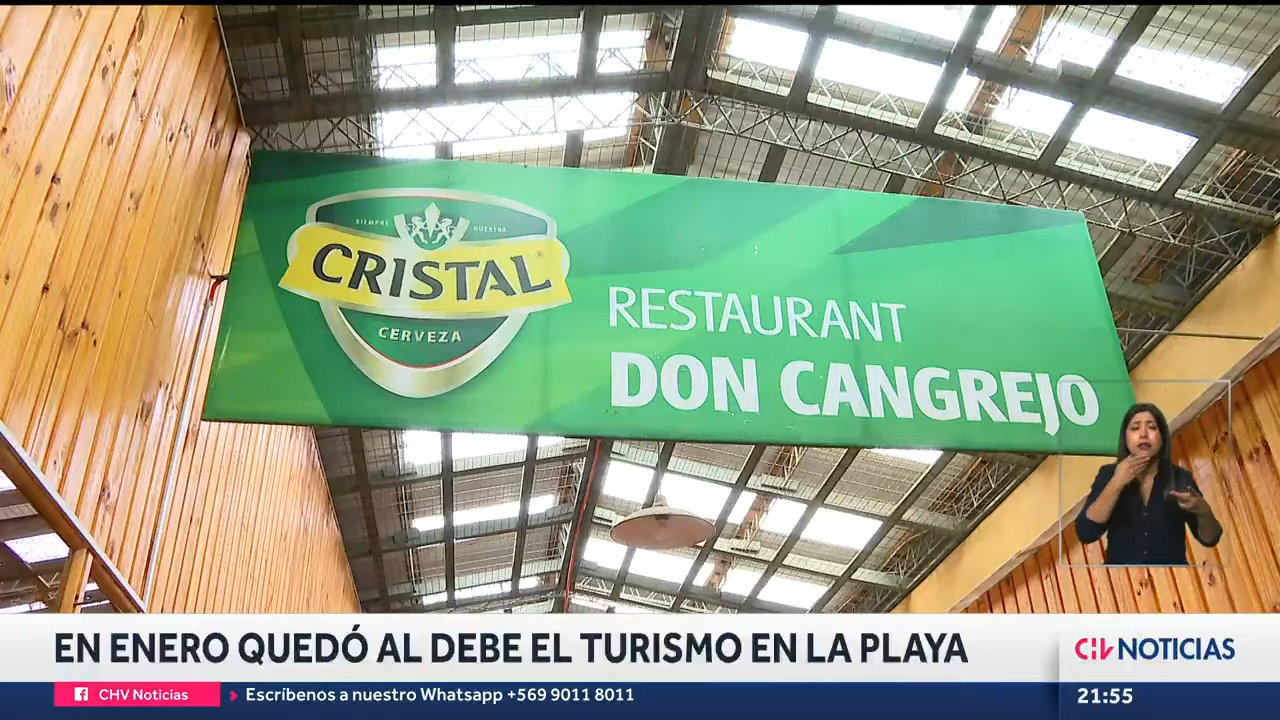 SIEMPRE NUESTRA
CRISTAL®
CERVEZA
RESTAURANT
DON CANGREJO
EN ENERO QUEDÓ AL DEBE EL TURISMO EN LA PLAYA
CHV NOTICIAS
CHV Noticias
Escríbenos a nuestro Whatsapp +569 9011 8011
21:55